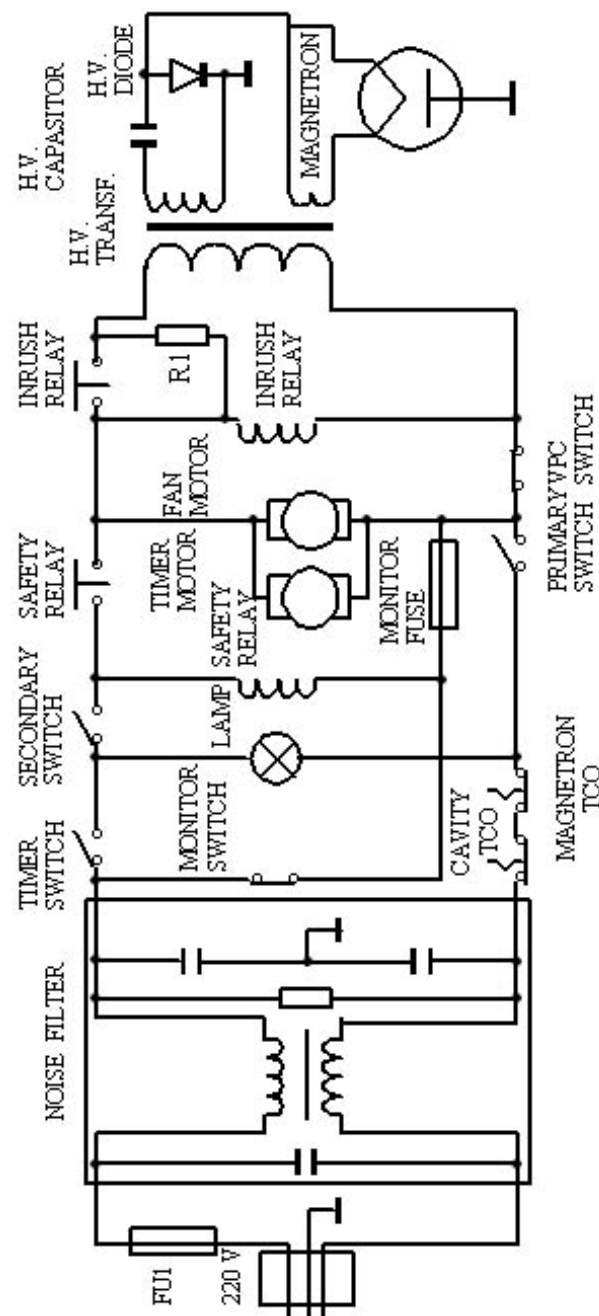 FU1
220 V
NOISE FILTER
TIMER
SWITCH
SECONDARY
SWITCH
SAFETY
RELAY
INRUSH
RELAY
H.V.
TRANSF.
H.V.
CAPASITOR
H.V.
DIODE
MONITOR
SWITCH
LAMP
SAFETY
RELAY
TIMER
MOTOR
FAN
MOTOR
R1
INRUSH
RELAY
MAGNETRON
MONITOR
FUSE
CAVITY
TCO
MAGNETRON
TCO
PRIMARY VPC
SWITCH SWITCH